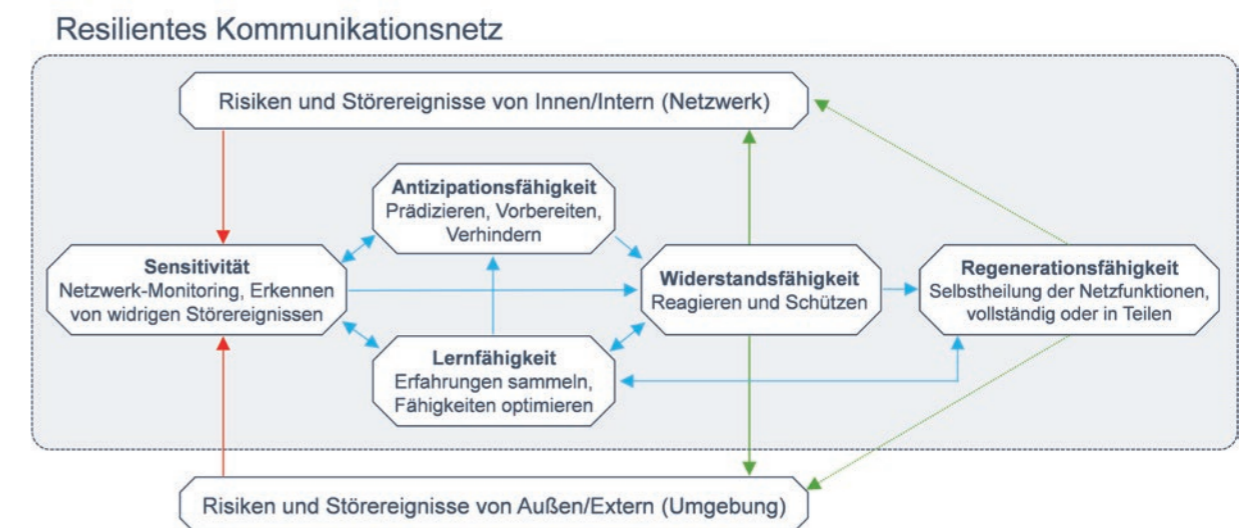 Resilientes Kommunikationsnetz
Risiken und Störereignisse von Innen/Intern (Netzwerk)
Antizipationsfähigkeit
Prädizieren, Vorbereiten,
Verhindern
Sensitivität
Netzwerk-Monitoring, Erkennen
von widrigen Störereignissen
Widerstandsfähigkeit
Reagieren und Schützen
Regenerationsfähigkeit
Selbstheilung der Netzfunktionen,
vollständig oder in Teilen
Lernfähigkeit
Erfahrungen sammeln,
Fähigkeiten optimieren
Risiken und Störereignisse von Außen/Extern (Umgebung)